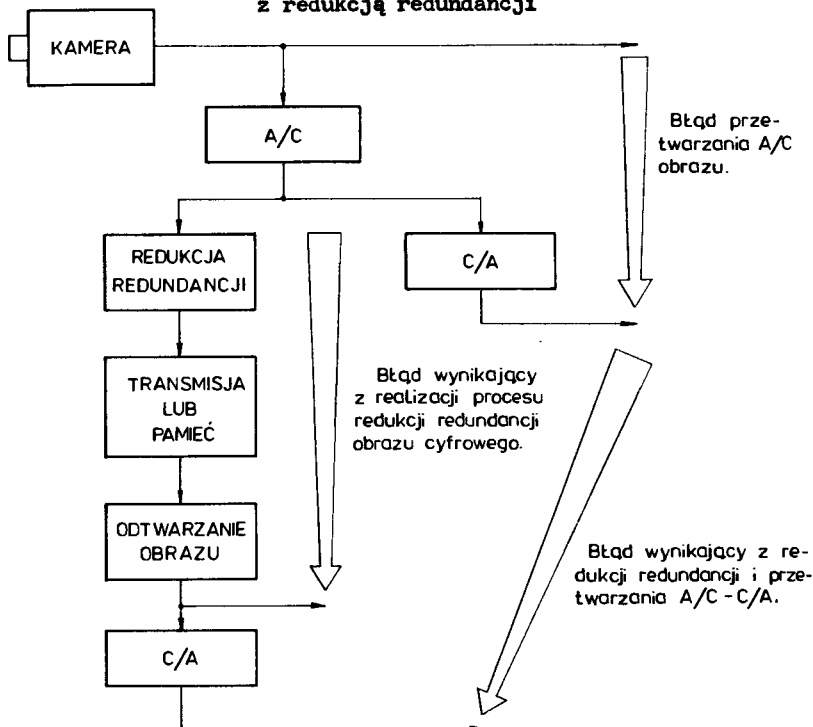 z redukcją redundancji
KAMERA
A/C
Błąd prze-
twarzania A/C
obrazu.
REDUKCJA
REDUNDANCJI
C/A
TRANSMISJA
LUB
PAMIEĆ
Błąd wynikający
z realizacji procesu
redukcji redundancji
obrazu cyfrowego.
ODTWARZANIE
OBRAZU
Błąd wynikający z re-
dukcji redundancji i prze-
twarzania A/C - C/A.
C/A